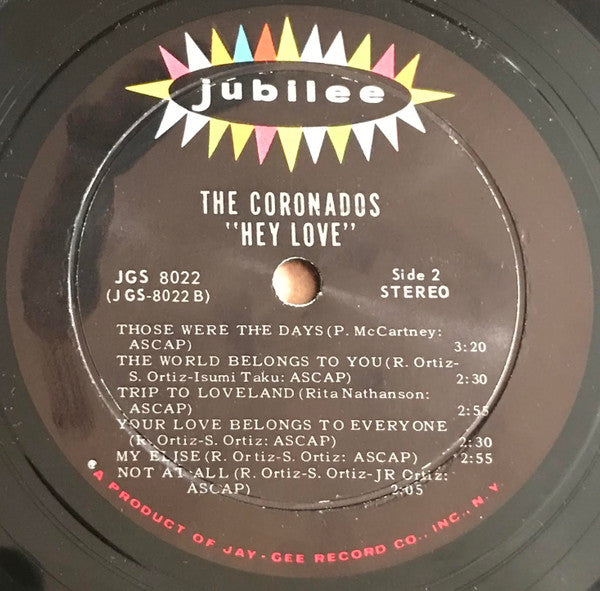 jubilee
THE CORONADOS
"HEY LOVE"
JGS 8022
(JGS-8022 B)
Side 2
STEREO
THOSE WERE THE DAYS (P. McCartney:
ASCAP) 3:20
THE WORLD BELONGS TO YOU (R. Ortiz-
S. Ortiz-Isumi Taku: ASCAP) 2:30
TRIP TO LOVELAND (Rita Nathanson:
ASCAP) 2:55
YOUR LOVE BELONGS TO EVERYONE
(R. Ortiz-S. Ortiz: ASCAP) 2:30
MY ELISE (R. Ortiz-S. Ortiz: ASCAP) 2:55
NOT AT ALL (R. Ortiz-S. Ortiz-JR Ortiz:
ASCAP) 2:05
A PRODUCT OF JAY-GEE RECORD CO., INC., N.Y.